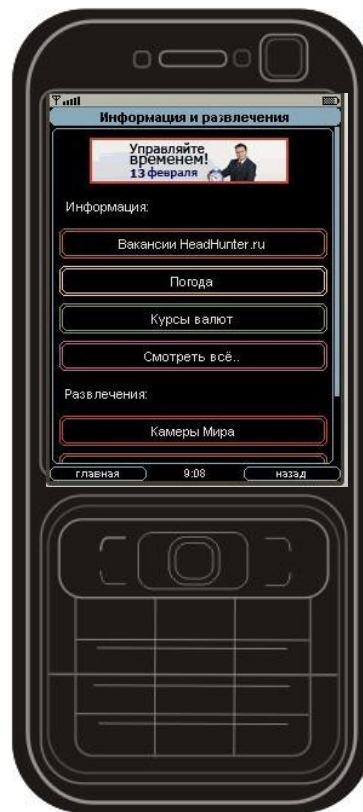 Информация и развлечения
Управляйте
временем!
13 февраля
Информация:
Вакансии HeadHunter.ru
Погода
Курсы валют
Смотреть всё..
Развлечения:
Камеры Мира
главная 9:08 назад